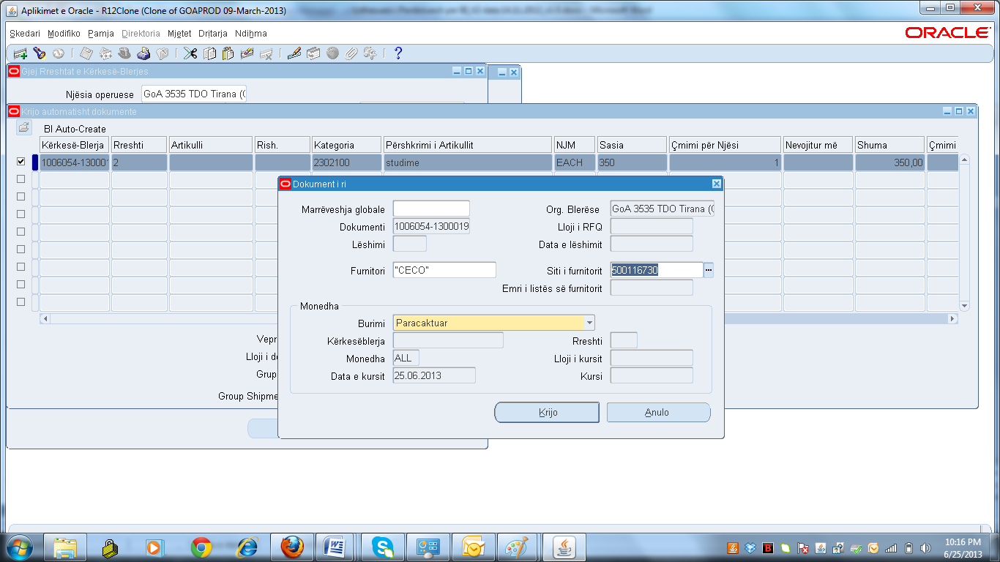 Aplikimet e Oracle - R12Clone (Clone of GOAPROD 09-March-2013)
Skedari Modifiko Pamja Direktoria Mjetet Dritarja Ndihma
ORACLE
Gjej Rreshtat e Kërkesë-Blerjes
Njësia operuese GoA 3535 TDO Tirana ((
Krijo automatisht dokumente
BI Auto-Create
Kërkesë-Blerja Rreshti Artikulli Rish. Kategoria Përshkrimi i Artikullit NJM Sasia Çmimi për Njësi Nevojitur më Shuma Çmimi
1006054-13000 2 2302100 studime EACH 350 1 350,00
Dokument i ri
Marrëveshja globale Org. Blerëse GoA 3535 TDO Tirana ((
Dokumenti 1006054-1300019 Lloji i RFQ
Lëshimi Data e lëshimit
Furnitori "CECO" Siti i furnitorit 500116730
Emri i listës së furnitorit
Monedha
Burimi Paracaktuar
Kërkesëblerja Rreshti
Monedha ALL Lloji i kursit
Data e kursit 25.06.2013 Kursi
Krijo Anulo
Vepr
Lloji i d
Grup
Group Shipme
10:16 PM
6/25/2013